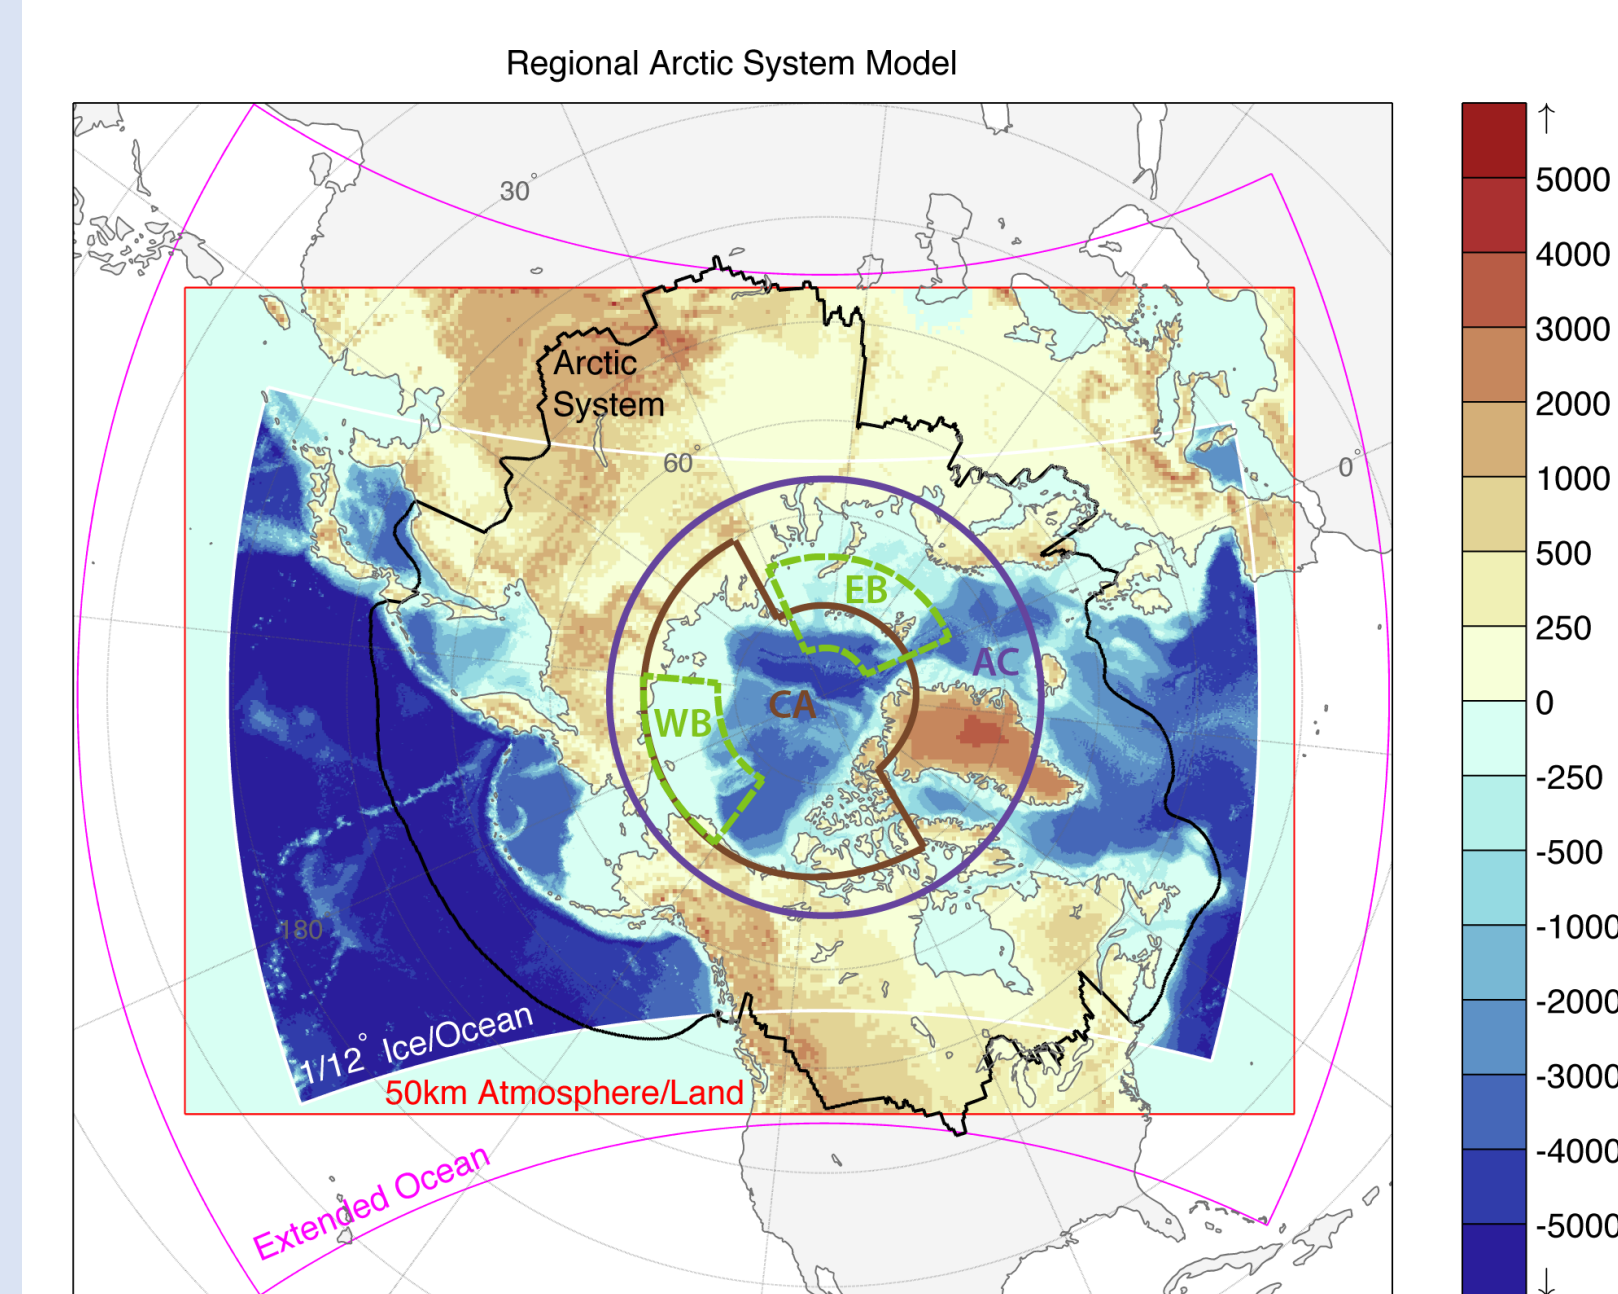 Regional Arctic System Model
30°
Arctic
System
60°
0°
EB
AC
CA
WB
180
1/12° Ice/Ocean
50km Atmosphere/Land
Extended Ocean
↑
5000
4000
3000
2000
1000
500
250
0
-250
-500
-1000
-2000
-3000
-4000
-5000
↓